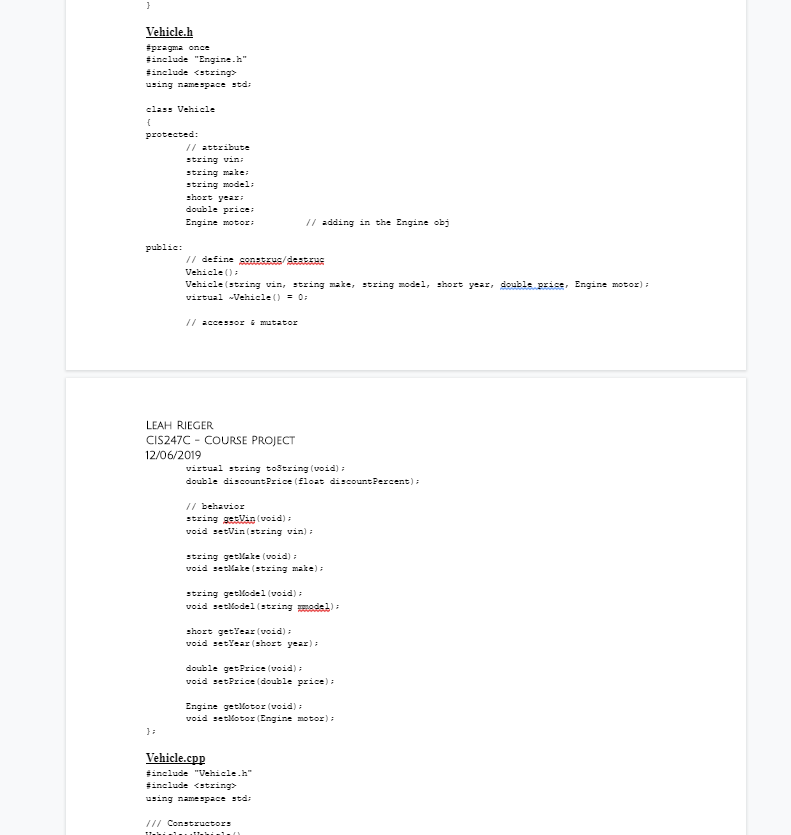 }
Vehicle.h
#pragma once
#include "Engine.h"
#include <string>
using namespace std;
class Vehicle
{
protected:
// attribute
string vin;
string make;
string model;
short year;
double price;
Engine motor; // adding in the Engine obj
public:
// define construc/destruc
Vehicle();
Vehicle(string vin, string make, string model, short year, double price, Engine motor);
virtual ~Vehicle() = 0;
// accessor & mutator
LEAH RIEGER
CIS247C - COURSE PROJECT
12/06/2019
virtual string toString(void);
double discountPrice(float discountPercent);
// behavior
string getVin(void);
void setVin(string vin);
string getMake(void);
void setMake(string make);
string getModel(void);
void setModel(string mmodel);
short getYear(void);
void setYear(short year);
double getPrice(void);
void setPrice(double price);
Engine getMotor(void);
void setMotor(Engine motor);
};
Vehicle.cpp
#include "Vehicle.h"
#include <string>
using namespace std;
/// Constructors
Vehicle::Vehicle()